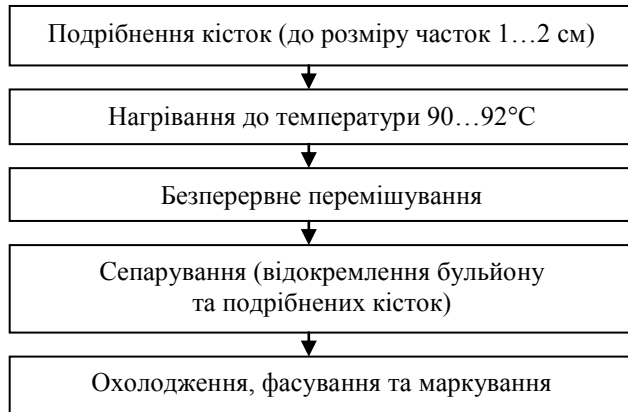 Подрібнення кісток (до розміру часток 1…2 см)
Нагрівання до температури 90…92°С
Безперервне перемішування
Сепарування (відокремлення бульйону
та подрібнених кісток)
Охолодження, фасування та маркування